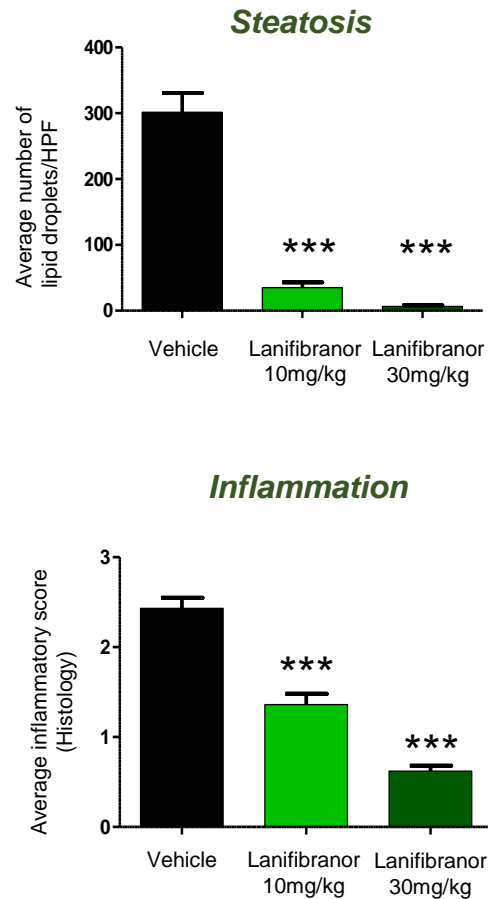 Steatosis
Average number of
lipid droplets/HPF
400
300
200
100
0
***
***
Vehicle
Lanifibranor
10mg/kg
Lanifibranor
30mg/kg
Inflammation
Average inflammatory score
(Histology)
3
2
1
0
***
***
Vehicle
Lanifibranor
10mg/kg
Lanifibranor
30mg/kg